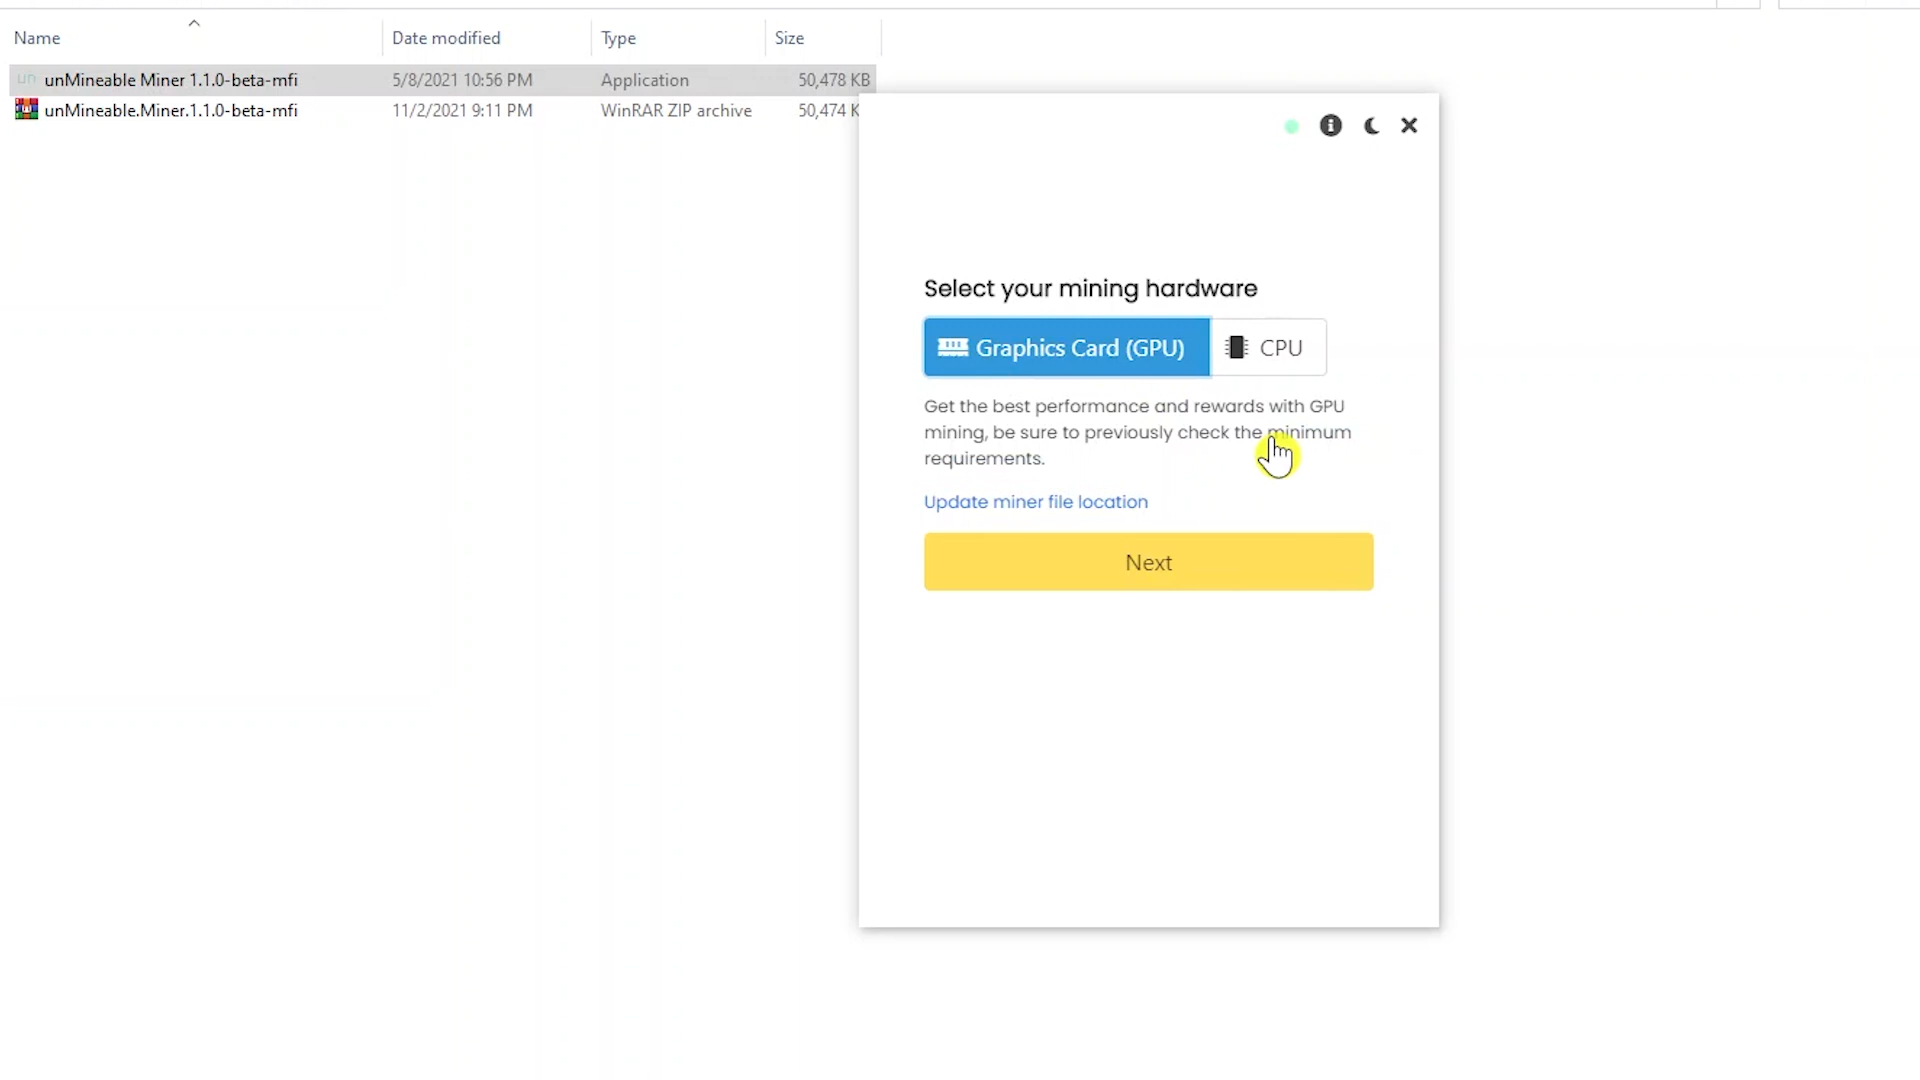 Name Date modified Type Size
un unMineable Miner 1.1.0-beta-mfi 5/8/2021 10:56 PM Application 50,478 KB
unMineable.Miner.1.1.0-beta-mfi 11/2/2021 9:11 PM WinRAR ZIP archive 50,474 K
Select your mining hardware
Graphics Card (GPU) CPU
Get the best performance and rewards with GPU
mining, be sure to previously check the minimum
requirements.
Update miner file location
Next